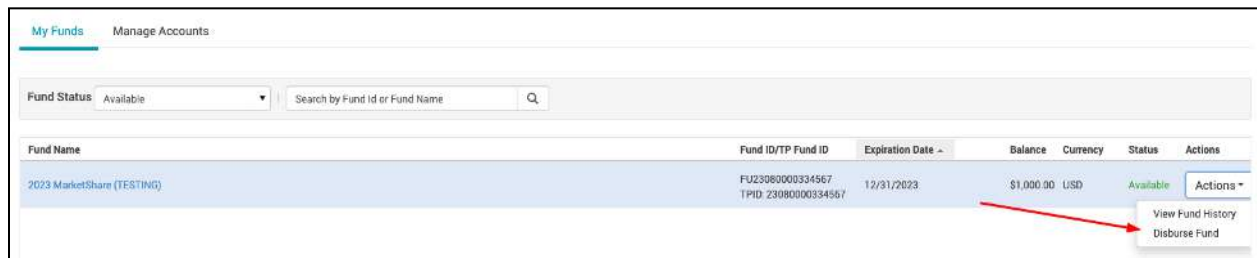 My Funds Manage Accounts
Fund Status Available Search by Fund Id or Fund Name
Fund Name Fund ID/TP Fund ID Expiration Date Balance Currency Status Actions
2023 MarketShare (TESTING) FU23080000334567 12/31/2023 $1,000.00 USD Available Actions
TPID: 23080000334567
View Fund History
Disburse Fund